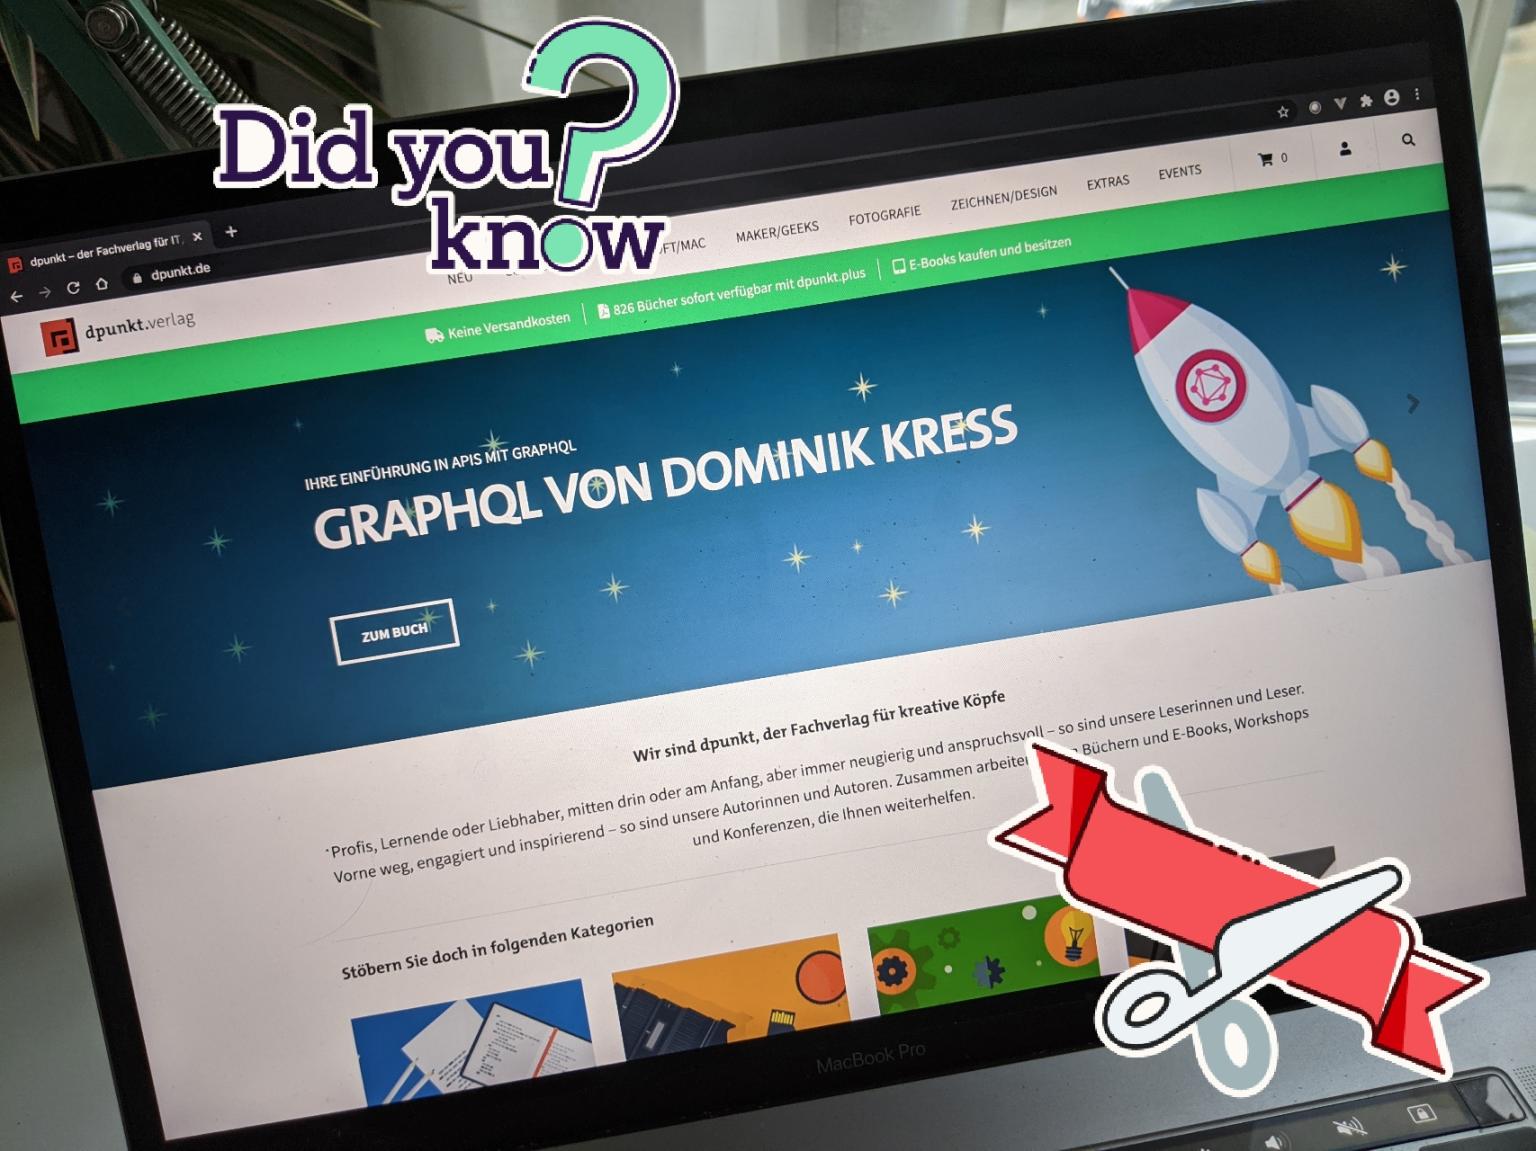 Did you
know
dpunkt – der Fachverlag für IT
dpunkt.de
dpunkt.verlag
NEU
FT/MAC
MAKER/GEEKS
FOTOGRAFIE
ZEICHNEN/DESIGN
EXTRAS
EVENTS
0
Keine Versandkosten
826 Bücher sofort verfügbar mit dpunkt.plus
E-Books kaufen und besitzen
IHRE EINFÜHRUNG IN APIS MIT GRAPHQL
GRAPHQL VON DOMINIK KRESS
ZUM BUCH
Wir sind dpunkt, der Fachverlag für kreative Köpfe
Profis, Lernende oder Liebhaber, mitten drin oder am Anfang, aber immer neugierig und anspruchsvoll – so sind unsere Leserinnen und Leser.
Vorne weg, engagiert und inspirierend – so sind unsere Autorinnen und Autoren. Zusammen arbeiten Büchern und E-Books, Workshops
und Konferenzen, die Ihnen weiterhelfen.
Stöbern Sie doch in folgenden Kategorien
MacBook Pro